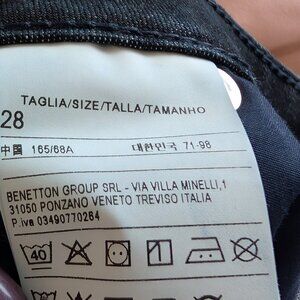 TAGLIA/SIZE/TALLA/TAMANHO
28
中国 165/68A 대한민국 71-98
BENETTON GROUP SRL - VIA VILLA MINELLI,1
31050 PONZANO VENETO TREVISO ITALIA
P.iva 03490770264
40